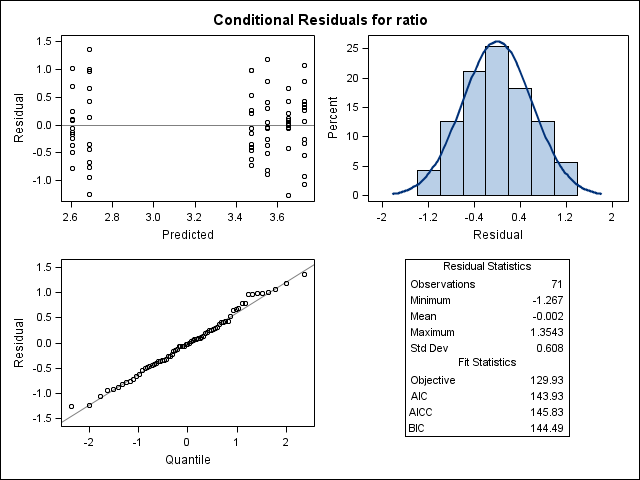 Conditional Residuals for ratio
1.5
1.0
0.5
0.0
-0.5
-1.0
Residual
2.6 2.8 3.0 3.2 3.4 3.6
Predicted
25
20
15
10
5
0
Percent
-2 -1.2 -0.4 0.4 1.2 2
Residual
1.5
1.0
0.5
0.0
-0.5
-1.0
-1.5
Residual
-2 -1 0 1 2
Quantile
Residual Statistics
Observations 71
Minimum -1.267
Mean -0.002
Maximum 1.3543
Std Dev 0.608
Fit Statistics
Objective 129.93
AIC 143.93
AICC 145.83
BIC 144.49